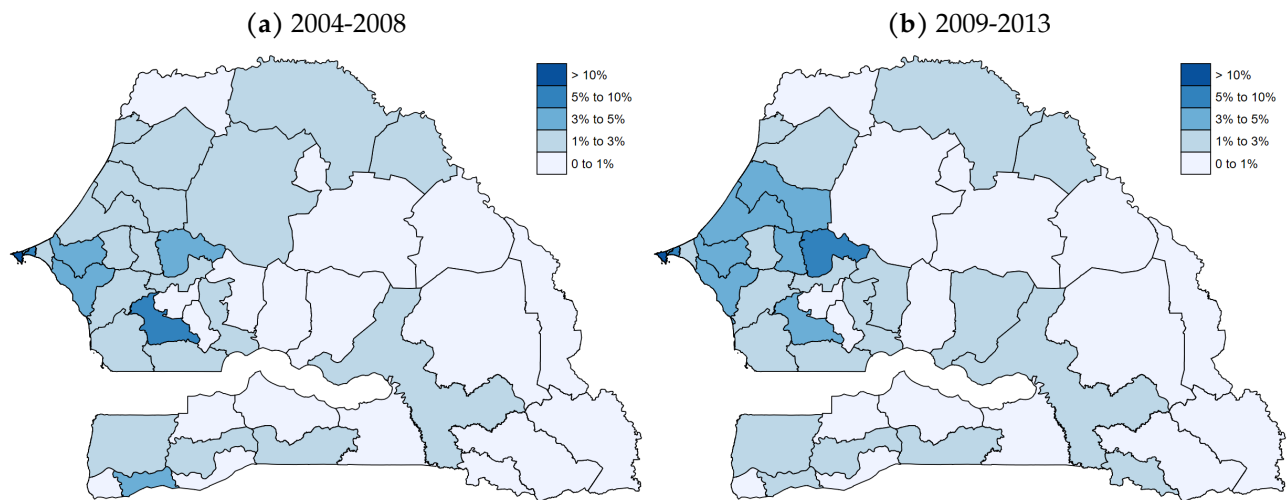 (a) 2004-2008
> 10%
5% to 10%
3% to 5%
1% to 3%
0 to 1%
(b) 2009-2013
> 10%
5% to 10%
3% to 5%
1% to 3%
0 to 1%